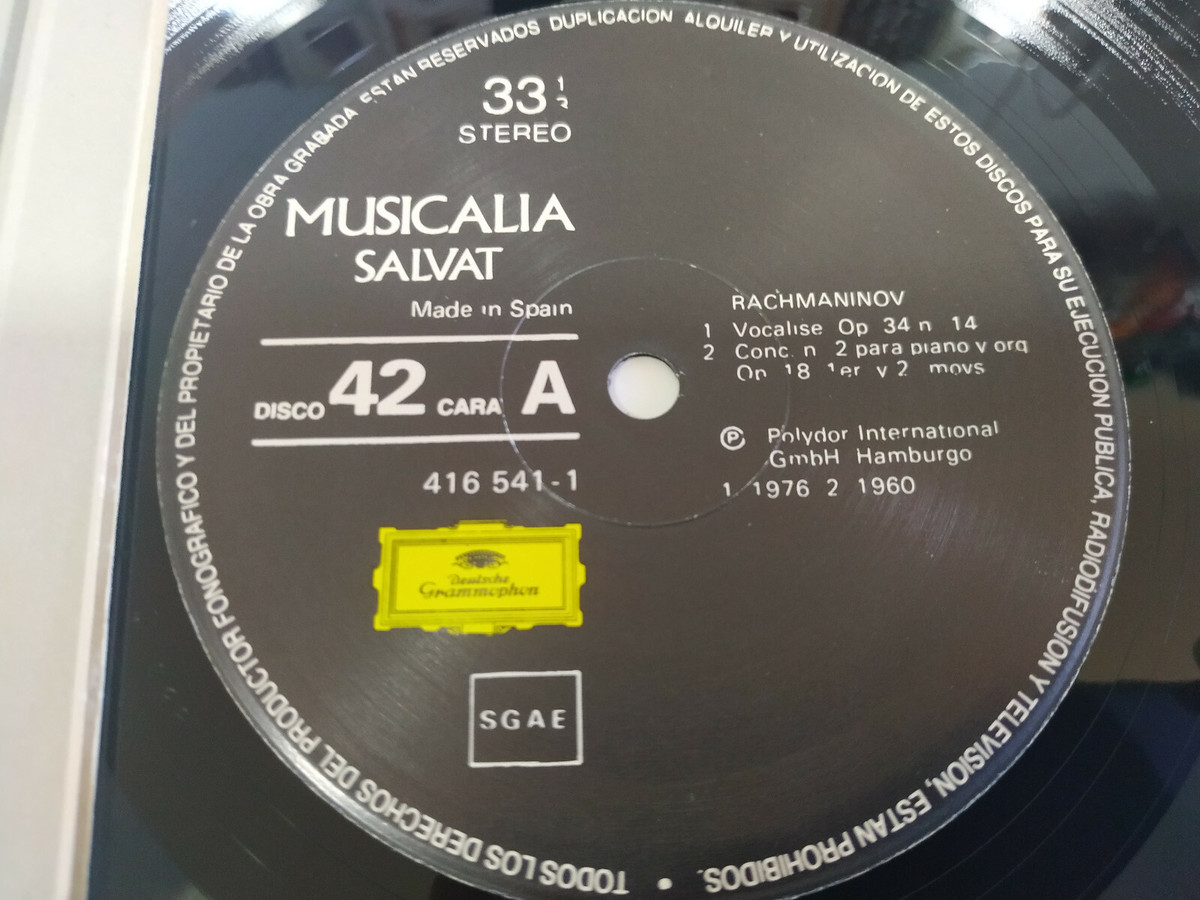 TODOS LOS DERECHOS DEL PRODUCTOR FONOGRAFICO Y DEL PROPIETARIO DE LA OBRA GRABADA ESTAN RESERVADOS DUPLICACION ALQUILER Y UTILIZACION DE ESTOS DISCOS PARA SU EJECUCION PUBLICA, RADIODIFUSION Y TELEVISION, ESTAN PROHIBIDOS. •
33 1/3
STEREO
MUSICALIA
SALVAT
Made in Spain
DISCO 42 CARA A
416 541-1
Deutsche
Grammophon
SGAE
RACHMANINOV
1 Vocalise Op 34 n 14
2 Conc. n 2 para piano y orq
Op 18 1er y 2 movs
℗ Polydor International
GmbH Hamburgo
1 1976 2 1960